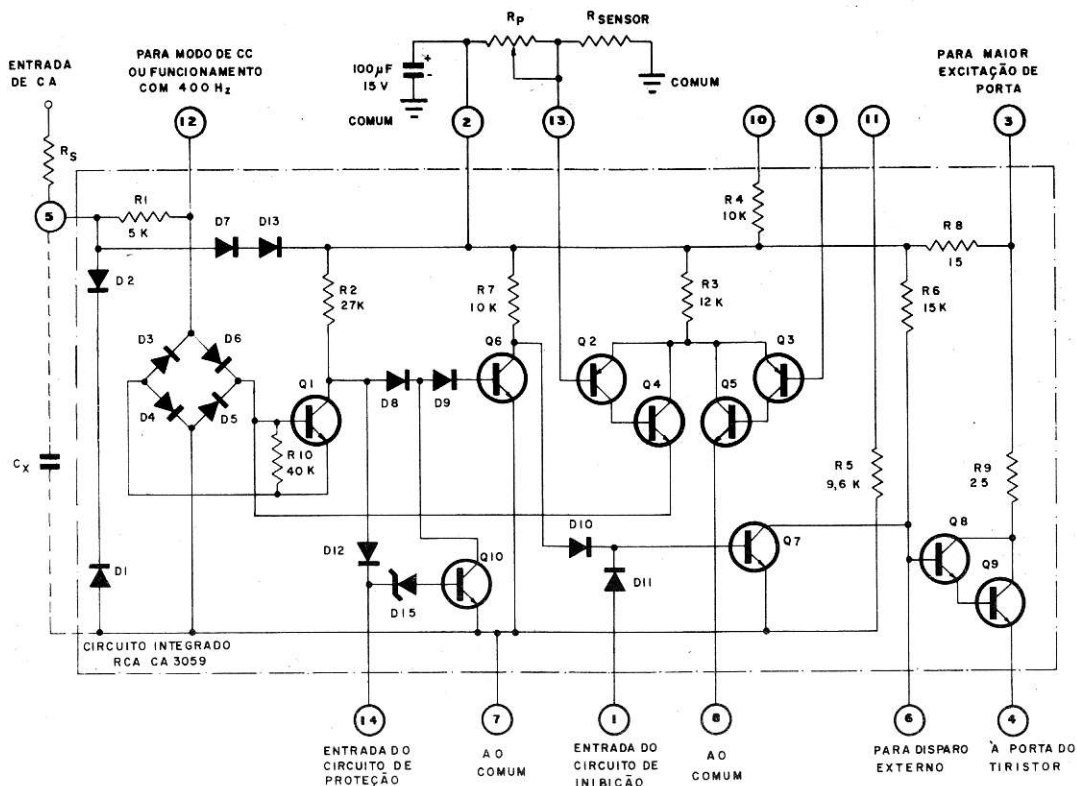 ENTRADA
DE CA
PARA MODO DE CC
OU FUNCIONAMENTO
COM 400 Hz
100 µF
15 V
+
-
COMUM
RP
RSENSOR
COMUM
PARA MAIOR
EXCITAÇÃO DE
PORTA
12
2
13
10
9
11
3
RS
5
R1
5 K
D7
D13
R4
10K
R8
15
D2
R2
27K
R7
10 K
R3
12 K
R6
15K
D3
D6
Q6
Q2
Q3
Q1
D8
D9
Q4
Q5
D4
D5
R10
40 K
CX
R5
9,6 K
R9
25
D12
D10
Q7
Q8
Q10
Q9
D1
D15
D11
CIRCUITO INTEGRADO
RCA CA 3059
14
7
1
8
6
4
ENTRADA DO
CIRCUITO DE
PROTEÇÃO
AO
COMUM
ENTRADA DO
CIRCUITO DE
INIBIÇÃO
AO
COMUM
PARA DISPARO
EXTERNO
À PORTA DO
TIRISTOR